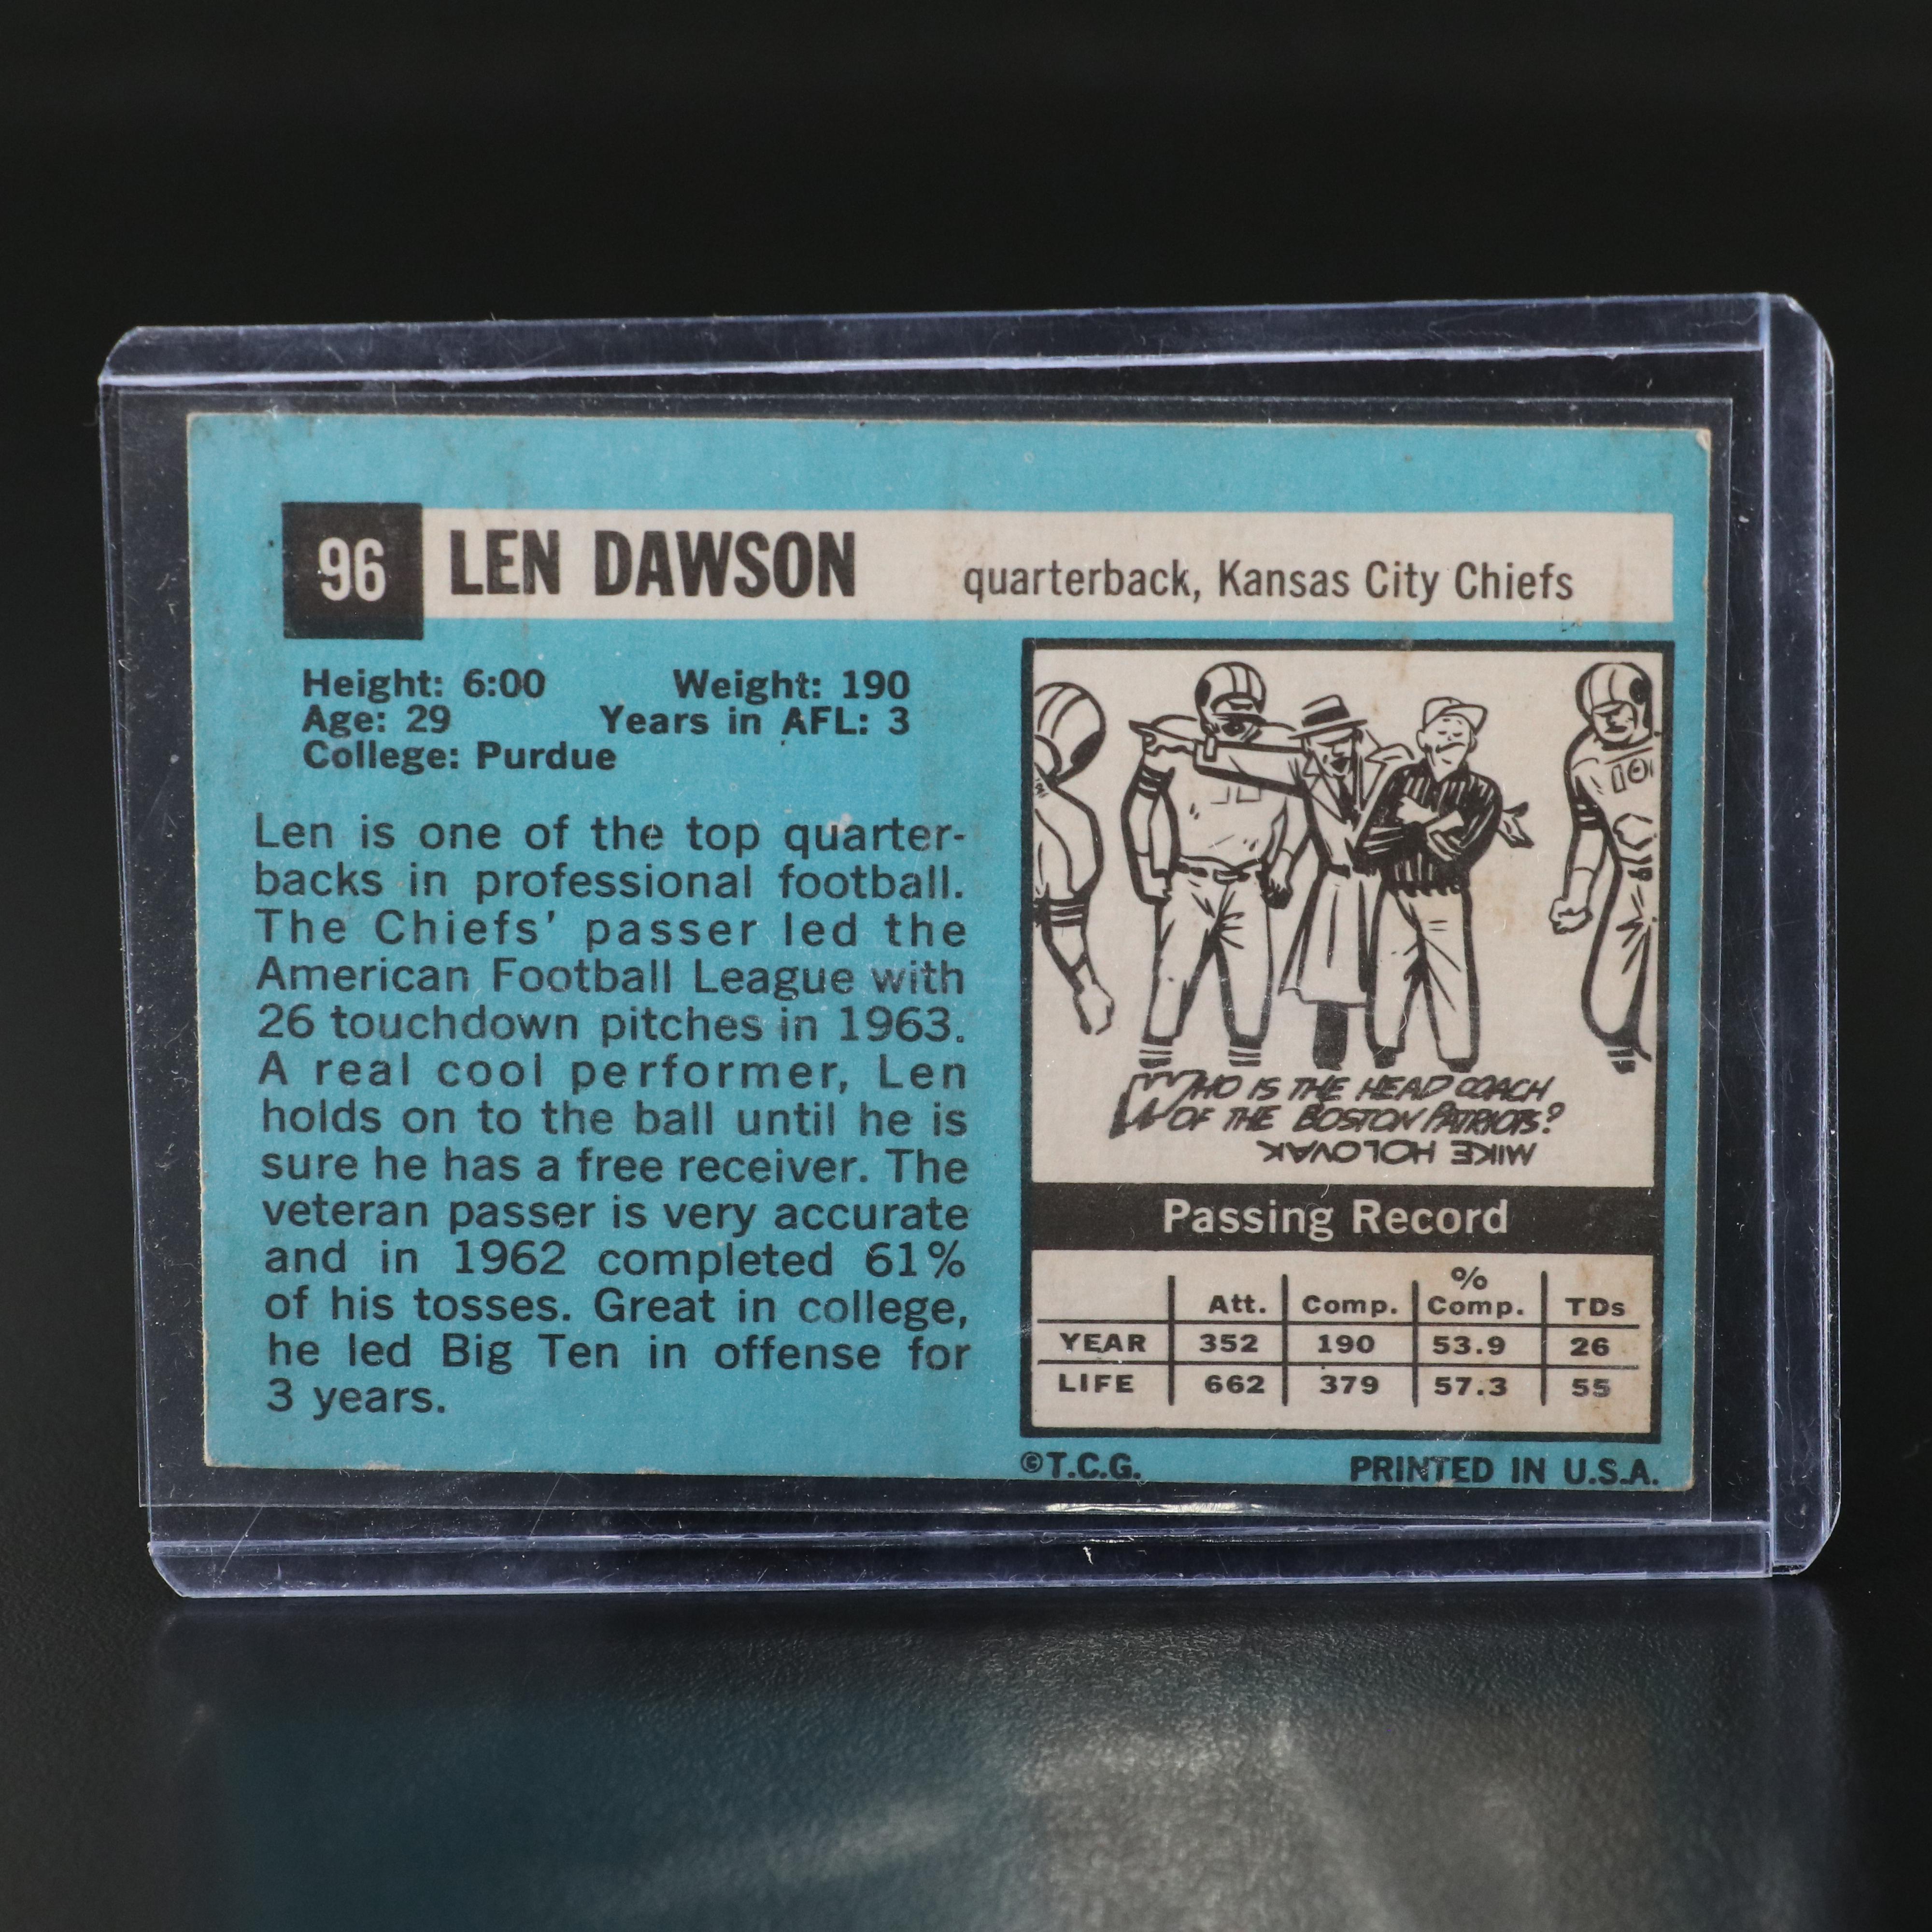 96 LEN DAWSON quarterback, Kansas City Chiefs
Height: 6:00 Weight: 190
Age: 29 Years in AFL: 3
College: Purdue
Len is one of the top quarter-
backs in professional football.
The Chiefs' passer led the
American Football League with
26 touchdown pitches in 1963.
A real cool performer, Len
holds on to the ball until he is
sure he has a free receiver. The
veteran passer is very accurate
and in 1962 completed 61%
of his tosses. Great in college,
he led Big Ten in offense for
3 years.
10
WHO IS THE HEAD COACH
OF THE BOSTON PATRIOTS?
MIKE HOLOVAK
Passing Record
Att. Comp. % Comp. TDs
YEAR 352 190 53.9 26
LIFE 662 379 57.3 55
©T.C.G. PRINTED IN U.S.A.